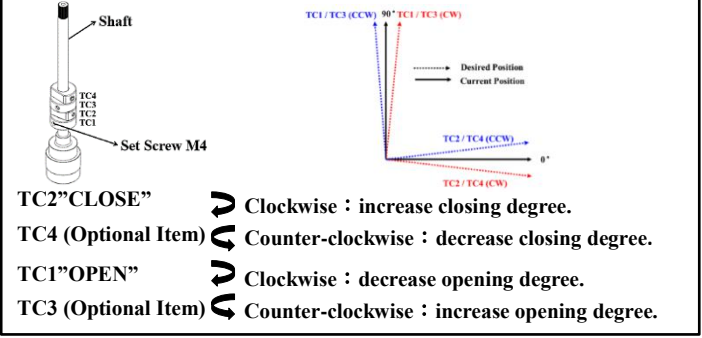 Shaft
TC4
TC3
TC2
TC1
Set Screw M4
TC1 / TC3 (CCW) 90° TC1 / TC3 (CW)
Desired Position
Current Position
TC2 / TC4 (CCW)
0°
TC2 / TC4 (CW)
TC2”CLOSE” Clockwise：increase closing degree.
TC4 (Optional Item) Counter-clockwise：decrease closing degree.
TC1”OPEN” Clockwise：decrease opening degree.
TC3 (Optional Item) Counter-clockwise：increase opening degree.